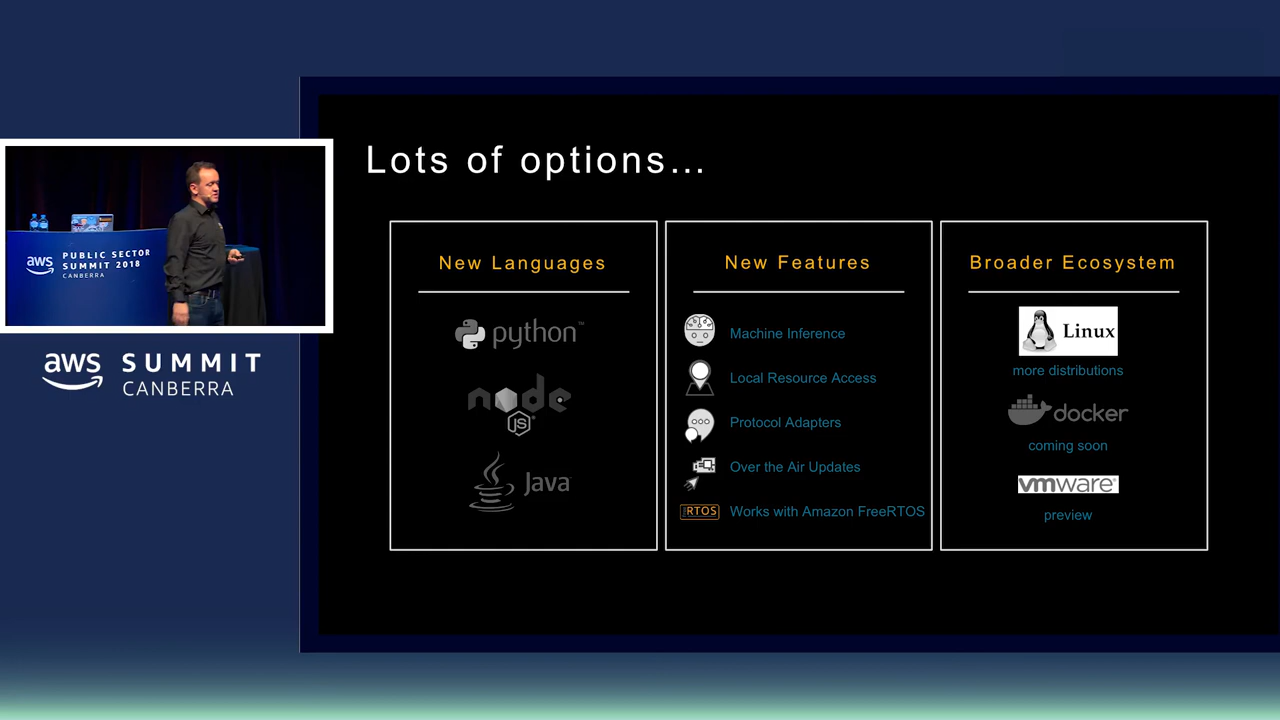 Lots of options...
New Languages
python™
node
JS
Java
New Features
Machine Inference
Local Resource Access
Protocol Adapters
Over the Air Updates
RTOS
Works with Amazon FreeRTOS
Broader Ecosystem
Linux
more distributions
docker
coming soon
vmware®
preview
aws
PUBLIC SECTOR
SUMMIT 2018
CANBERRA
aws SUMMIT
CANBERRA